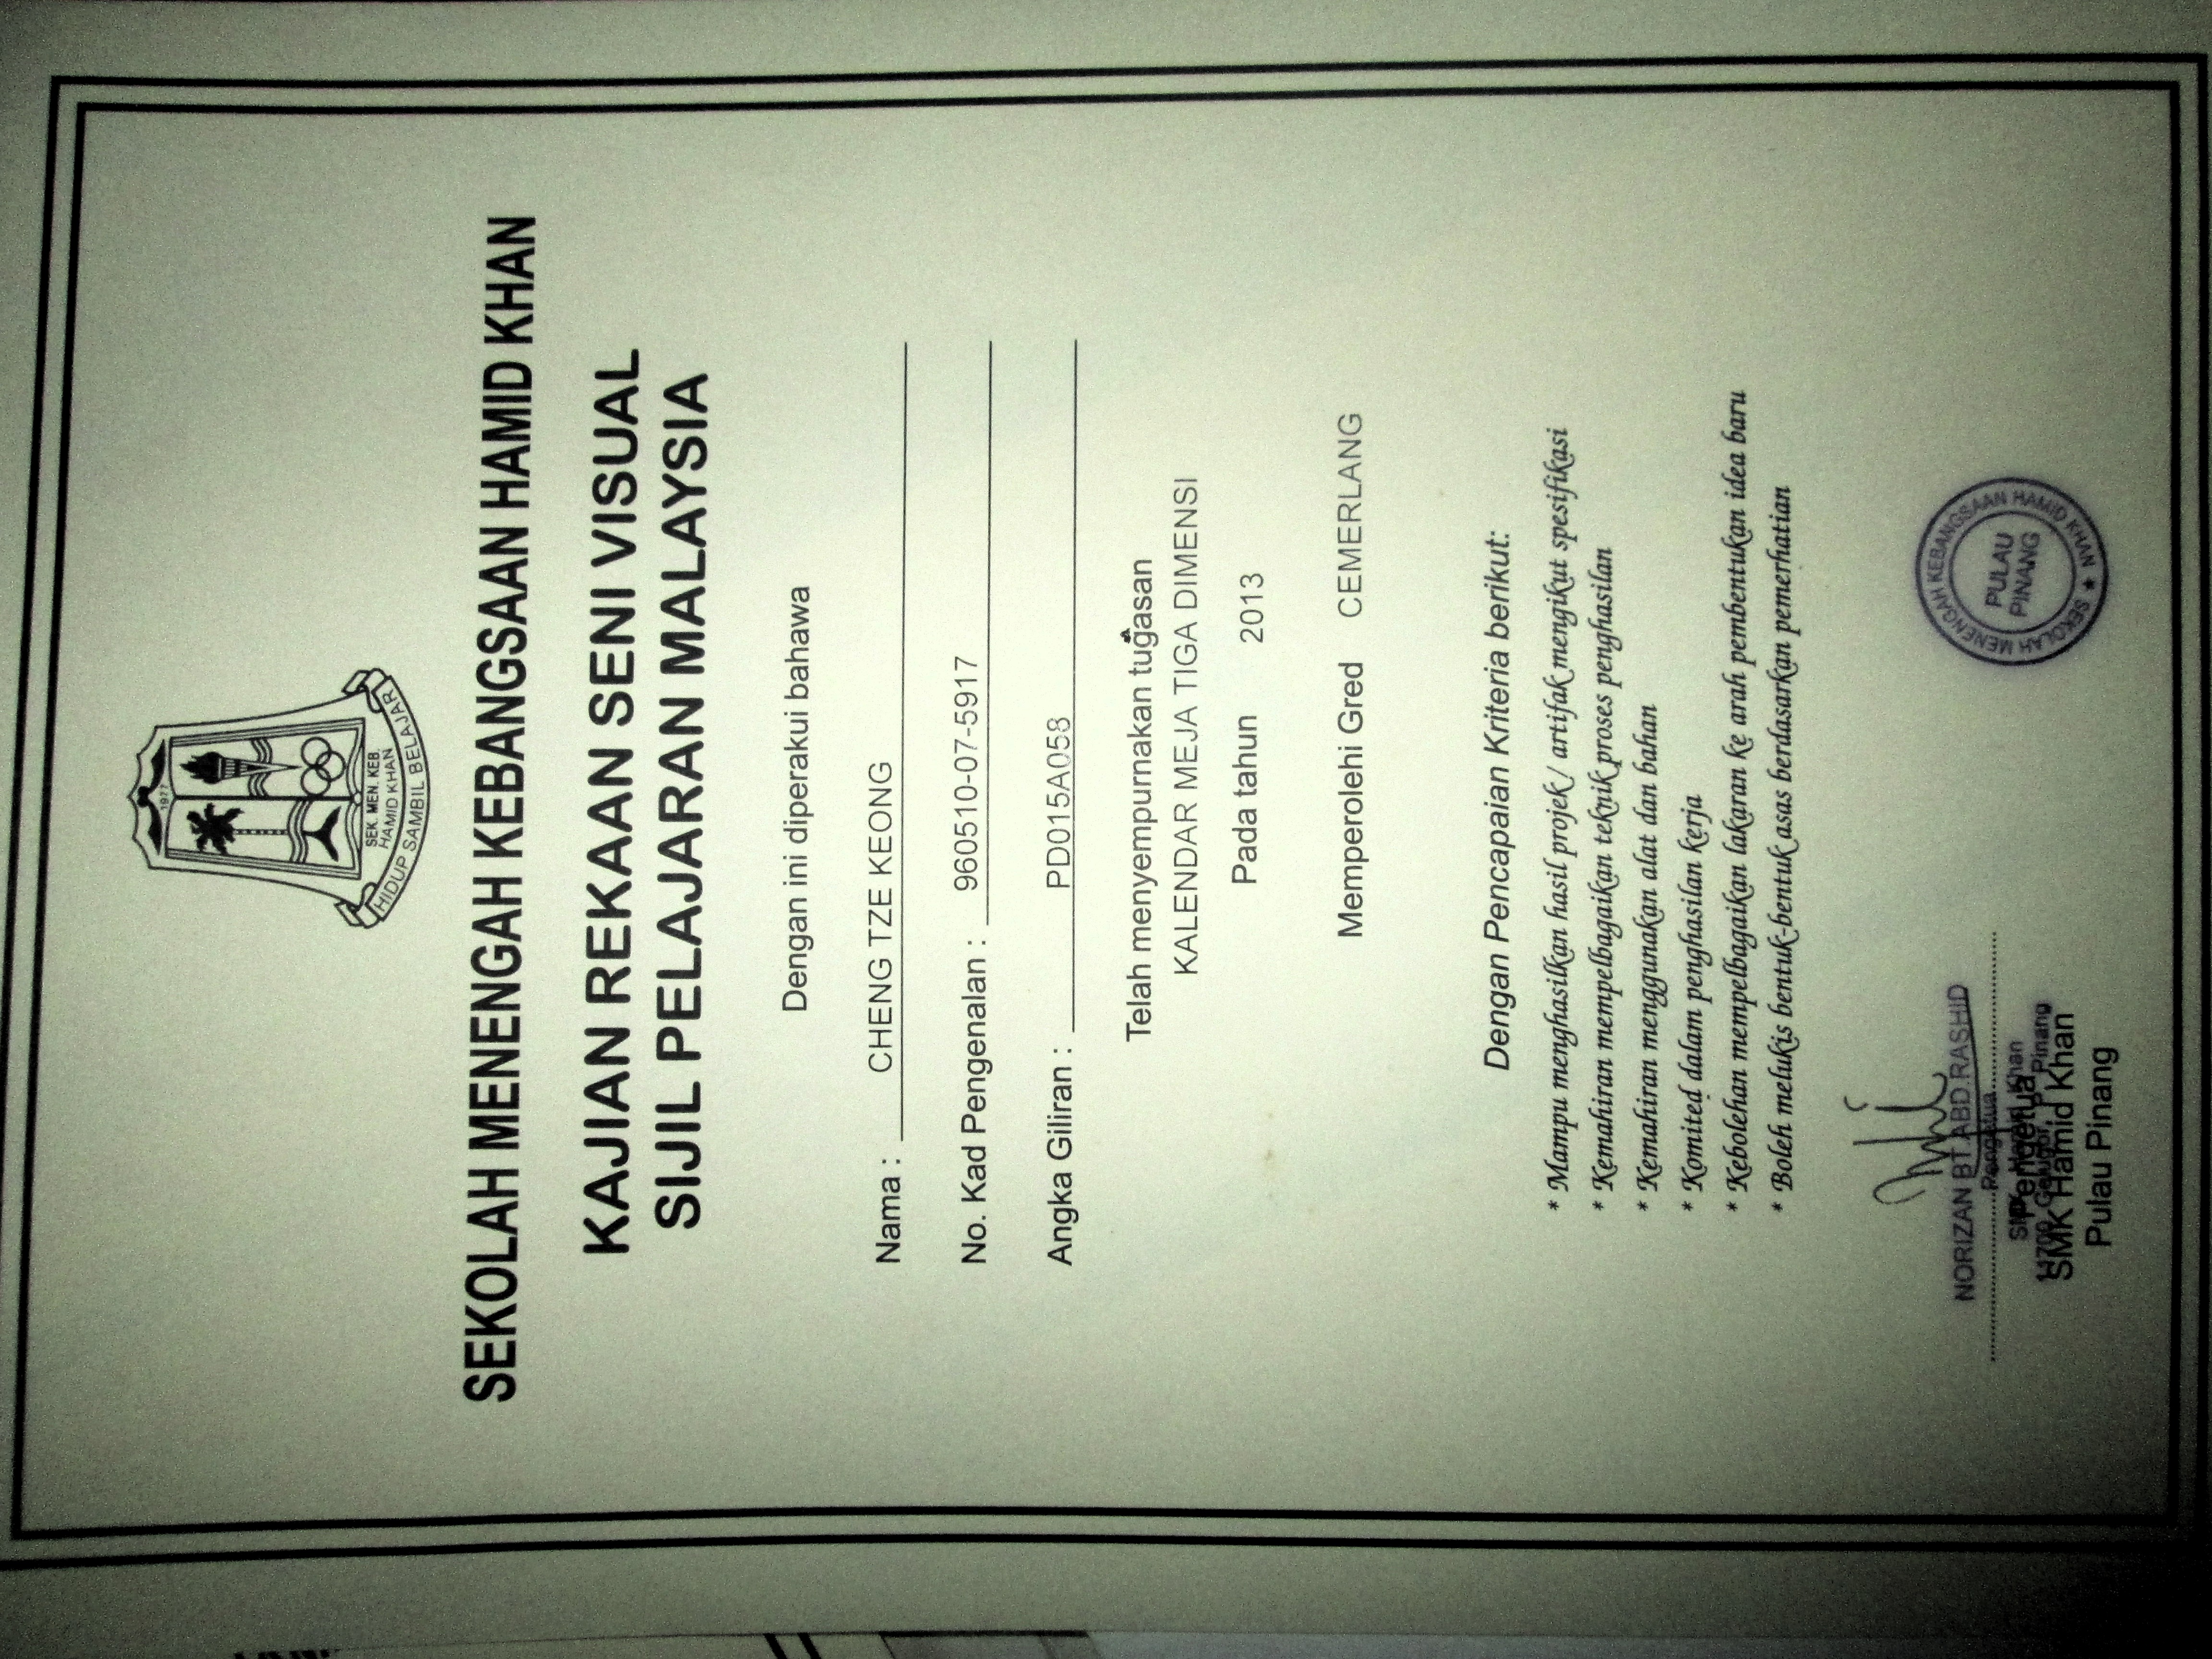 1977
SEK. MEN. KEB.
HAMID KHAN
HIDUP SAMBIL BELAJAR
SEKOLAH MENENGAH KEBANGSAAN HAMID KHAN
KAJIAN REKAAN SENI VISUAL
SIJIL PELAJARAN MALAYSIA
Dengan ini diperakui bahawa
Nama : CHENG TZE KEONG
No. Kad Pengenalan : 960510-07-5917
Angka Giliran : PD015A058
Telah menyempurnakan tugasan
KALENDAR MEJA TIGA DIMENSI
Pada tahun 2013
Memperolehi Gred CEMERLANG
Dengan Pencapaian Kriteria berikut:
* Mampu menghasilkan hasil projek/ artifak mengikut spesifikasi
* Kemahiran mempelbagaikan teknik proses penghasilan
* Kemahiran menggunakan alat dan bahan
* Komited dalam penghasilan kerja
* Kebolehan mempelbagaikan lakaran ke arah pembentukan idea baru
* Boleh melukis bentuk-bentuk asas berdasarkan pemerhatian
NORIZAN BT.ABD.RASHID
Pengetua
SMK Hamid Khan
11700 Gelugor, P. Pinang
Pengetua
SMK Hamid Khan
Pulau Pinang
SEKOLAH MENENGAH KEBANGSAAN HAMID KHAN
PULAU
PINANG